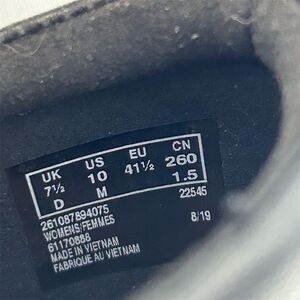 UK US EU CN
7½ 10 41½ 260
D M 1.5
261087894075 22545
WOMENS/FEMMES
61170888 8/19
MADE IN VIETNAM
FABRIQUE AU VIETNAM